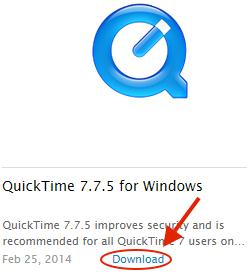 QuickTime 7.7.5 for Windows
QuickTime 7.7.5 improves security and is
recommended for all QuickTime 7 users on...
Feb 25, 2014 Download